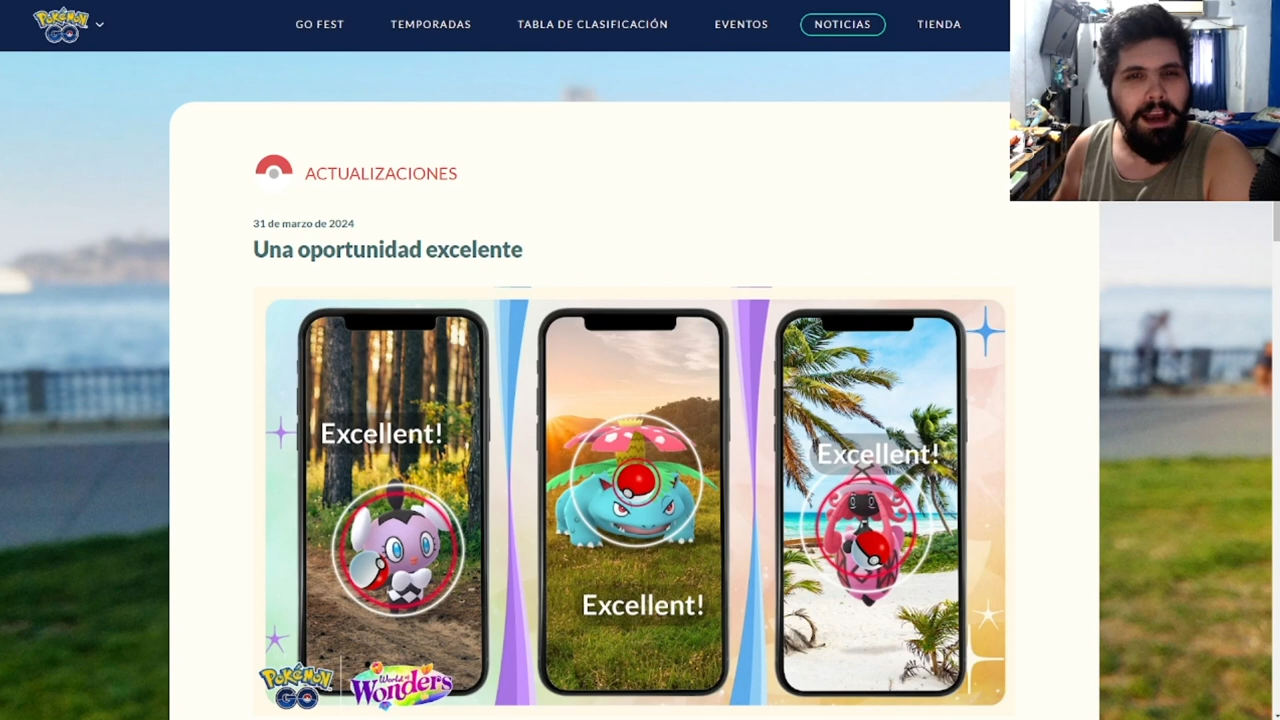 POKÉMON GO
GO FEST
TEMPORADAS
TABLA DE CLASIFICACIÓN
EVENTOS
NOTICIAS
TIENDA
ACTUALIZACIONES
31 de marzo de 2024
Una oportunidad excelente
Excellent!
Excellent!
Excellent!
POKÉMON GO
World of Wonders